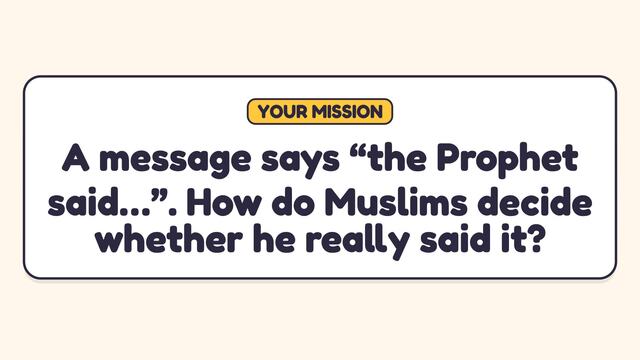 YOUR MISSION
A message says “the Prophet
said...”. How do Muslims decide
whether he really said it?